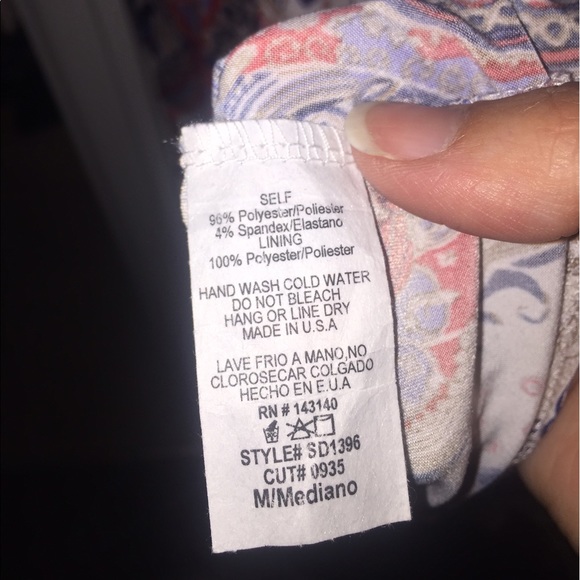 SELF
96% Polyester/Poliester
4% Spandex/Elastano
LINING
100% Polyester/Poliester
HAND WASH COLD WATER
DO NOT BLEACH
HANG OR LINE DRY
MADE IN U.S.A
LAVE FRIO A MANO,NO
CLOROSECAR COLGADO
HECHO EN E.U.A
RN # 143140
STYLE# SD1396
CUT# 0935
M/Mediano